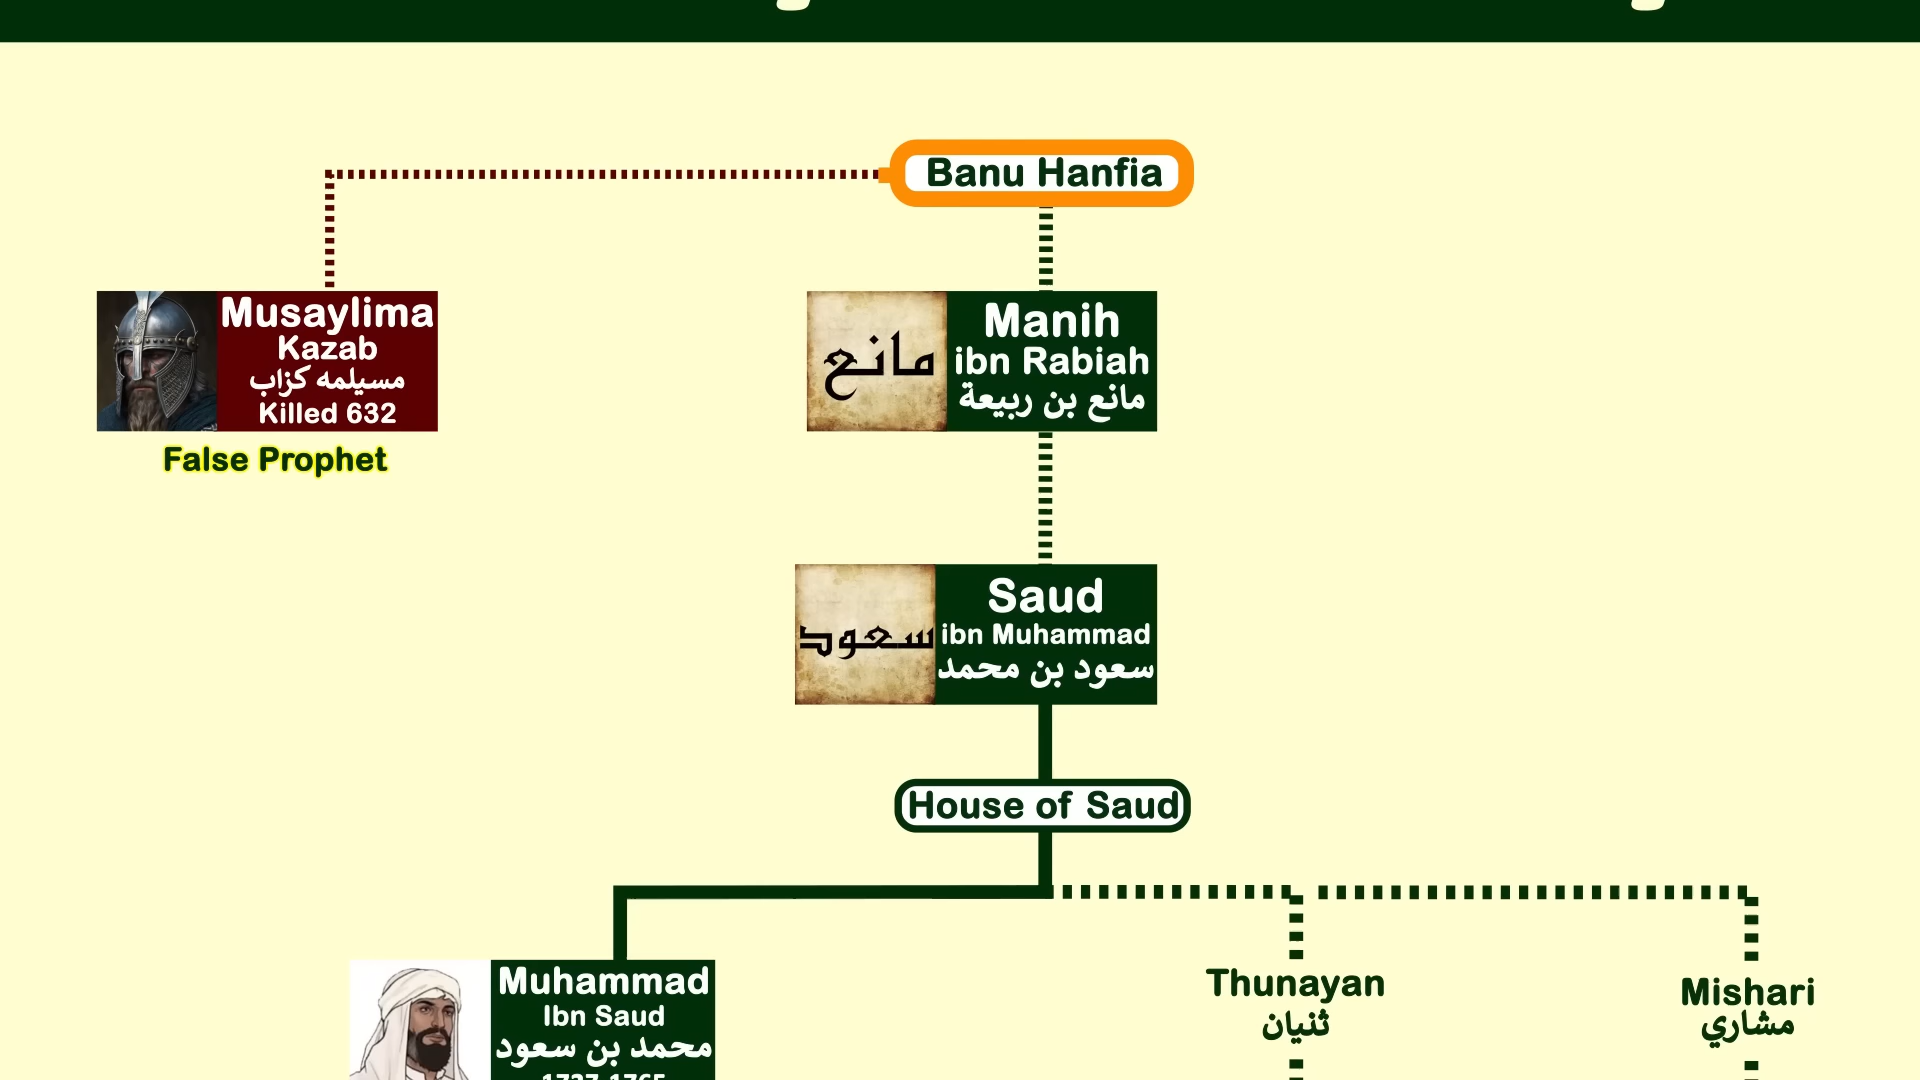 Banu Hanfia
Musaylima
Kazab
مسيلمه كزاب
Killed 632
False Prophet
مانع
Manih
ibn Rabiah
مانع بن ربيعة
سعود
Saud
ibn Muhammad
سعود بن محمد
House of Saud
Muhammad
Ibn Saud
محمد بن سعود
Thunayan
ثنيان
Mishari
مشاري